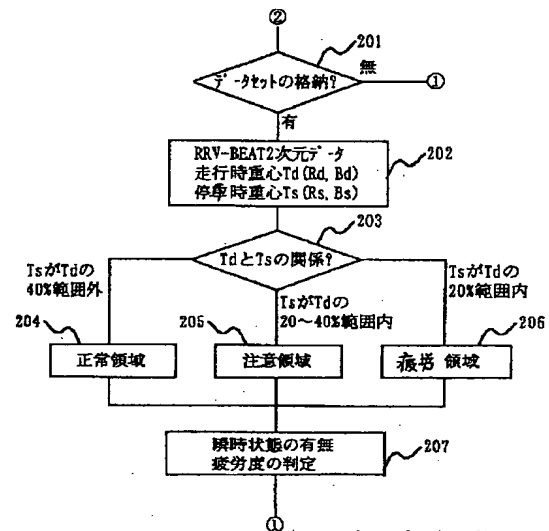 ②
201
データセットの格納?
無
①
有
RRV-BEAT2次元データ
走行時重心Td(Rd, Bd)
停車時重心Ts(Rs, Bs)
202
203
TdとTsの関係?
TsがTdの
40%範囲外
TsがTdの
20～40%範囲内
TsがTdの
20%範囲内
204
正常領域
205
注意領域
206
疲労領域
瞬時状態の有無
疲労度の判定
207
①